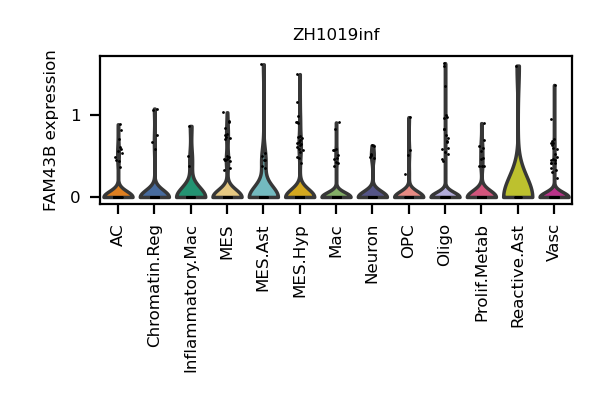 ZH1019inf
FAM43B expression
1
0
AC
Chromatin.Reg
Inflammatory.Mac
MES
MES.Ast
MES.Hyp
Mac
Neuron
OPC
Oligo
Prolif.Metab
Reactive.Ast
Vasc